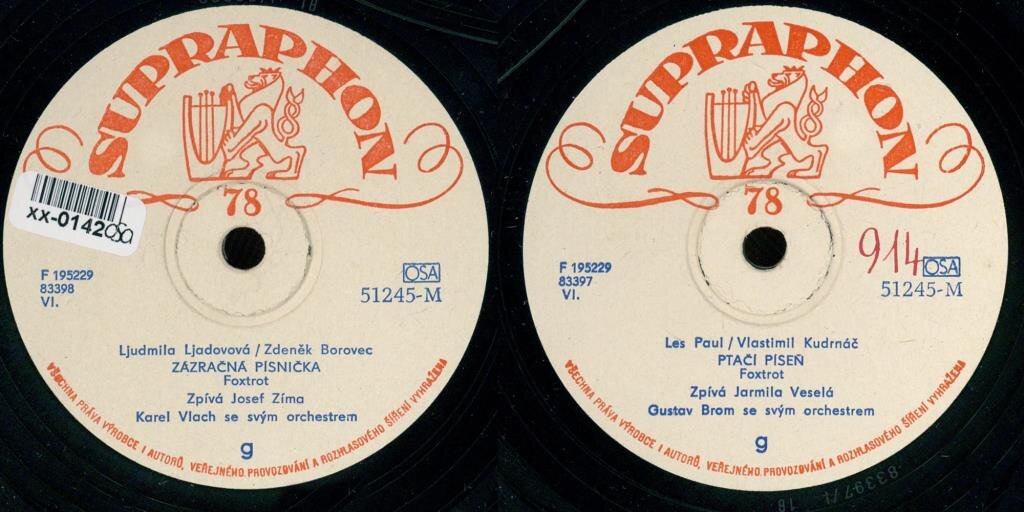 SUPRAPHON
78
xx-0142
OSA
F 195229
83398
VI.
51245-M
Ljudmila Ljadovová / Zdeněk Borovec
ZÁZRAČNÁ PÍSNIČKA
Foxtrot
Zpívá Josef Zíma
Karel Vlach se svým orchestrem
g
VŠECHNA PRÁVA VÝROBCE I AUTORŮ, VEŘEJNÉHO PROVOZOVÁNÍ A ROZHLASOVÉHO ŠÍŘENÍ VYHRAŽENA
SUPRAPHON
78
914
OSA
F 195229
83397
VI.
51245-M
Les Paul / Vlastimil Kudrnáč
PTAČÍ PÍSEŇ
Foxtrot
Zpívá Jarmila Veselá
Gustav Brom se svým orchestrem
g
VŠECHNA PRÁVA VÝROBCE I AUTORŮ, VEŘEJNÉHO PROVOZOVÁNÍ A ROZHLASOVÉHO ŠÍŘENÍ VYHRAŽENA